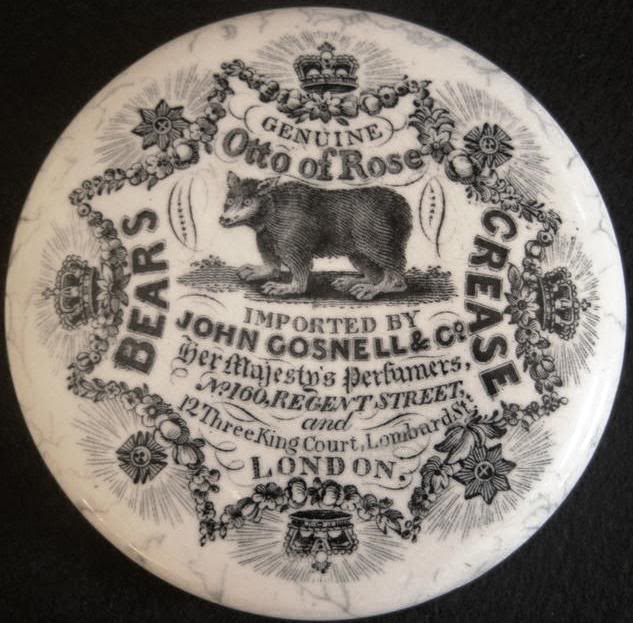 GENUINE
Otto of Rose
BEARS
GREASE
IMPORTED BY
JOHN GOSNELL & Co
Her Majesty's Perfumers,
No 160, REGENT STREET,
and
12 Three King Court, Lombard St.
LONDON,